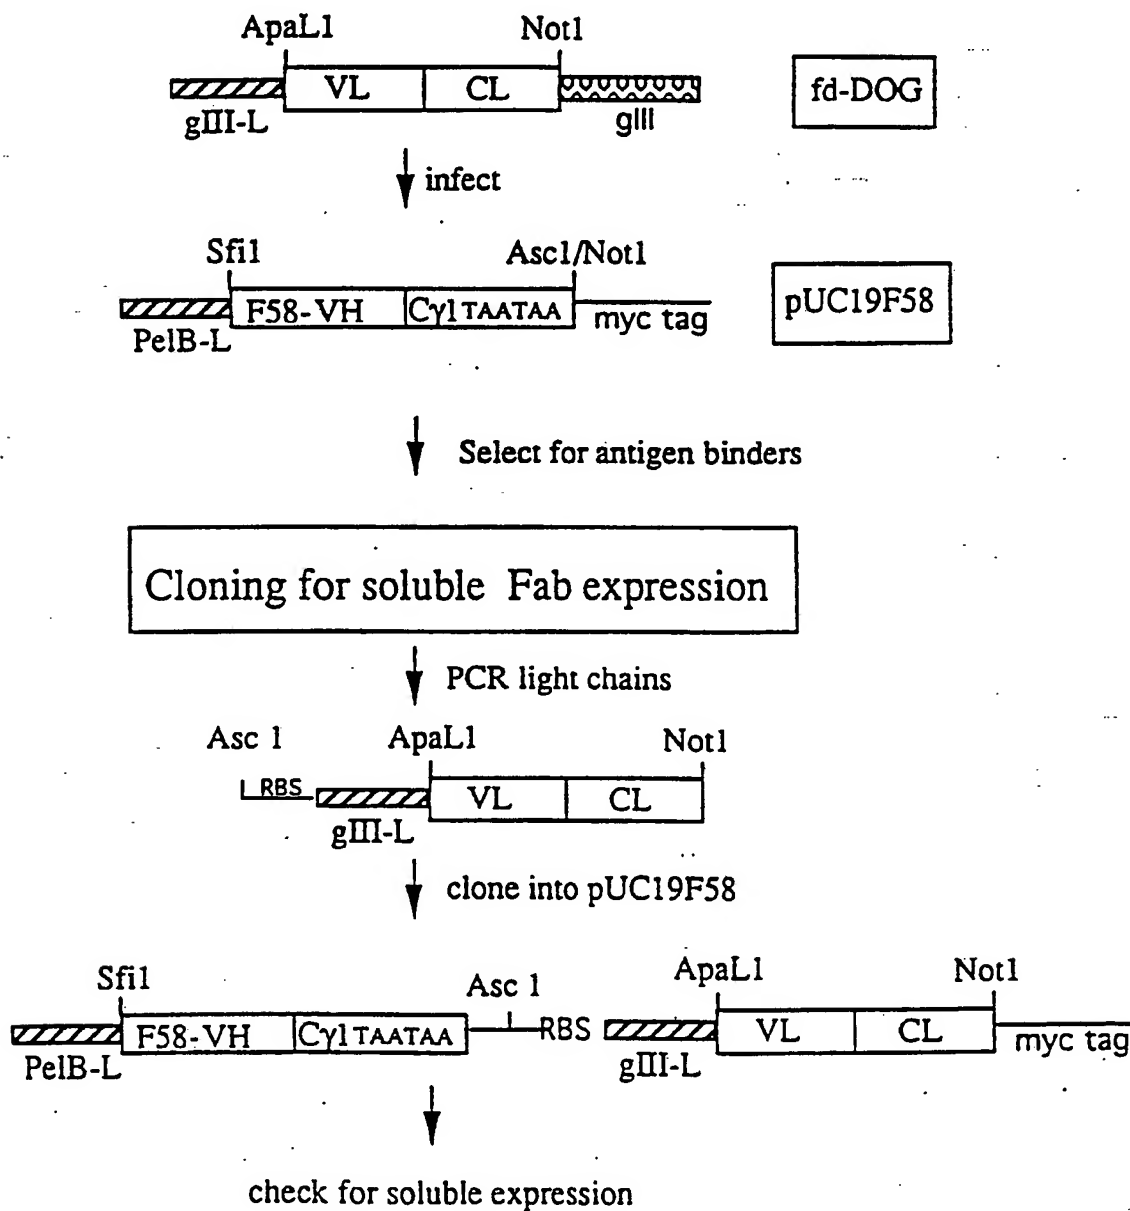 ApaL1 Not1
VL CL fd-DOG
gIII-L gIII
infect
Sfi1 Asc1/Not1
F58-VH Cγ1 TAATAA pUC19F58
PelB-L myc tag
Select for antigen binders
Cloning for soluble Fab expression
PCR light chains
Asc 1 ApaL1 Not1
RBS VL CL
gIII-L
clone into pUC19F58
Sfi1 Asc 1 ApaL1 Not1
F58-VH Cγ1 TAATAA RBS VL CL
PelB-L gIII-L myc tag
check for soluble expression